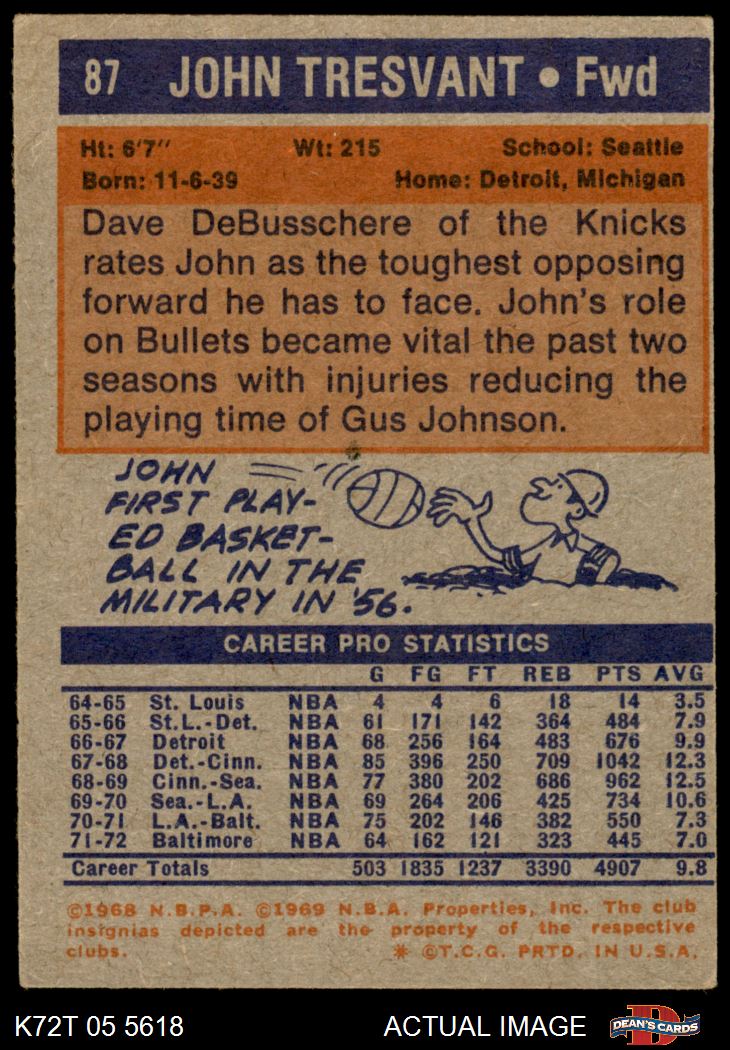 87 JOHN TRESVANT • Fwd
Ht: 6'7" Wt: 215 School: Seattle
Born: 11-6-39 Home: Detroit, Michigan
Dave DeBusschere of the Knicks
rates John as the toughest opposing
forward he has to face. John's role
on Bullets became vital the past two
seasons with injuries reducing the
playing time of Gus Johnson.
JOHN
FIRST PLAY-
ED BASKET-
BALL IN THE
MILITARY IN '56.
CAREER PRO STATISTICS
G FG FT REB PTS AVG
64-65 St. Louis NBA 4 4 6 18 14 3.5
65-66 St.L.-Det. NBA 61 171 142 364 484 7.9
66-67 Detroit NBA 68 256 164 483 676 9.9
67-68 Det.-Cinn. NBA 85 396 250 709 1042 12.3
68-69 Cinn.-Sea. NBA 77 380 202 686 962 12.5
69-70 Sea.-L.A. NBA 69 264 206 425 734 10.6
70-71 L.A.-Balt. NBA 75 202 146 382 550 7.3
71-72 Baltimore NBA 64 162 121 323 445 7.0
Career Totals 503 1835 1237 3390 4907 9.8
©1968 N.B.P.A. ©1969 N.B.A. Properties, Inc. The club
insignias depicted are the property of the respective
clubs. * ©T.C.G. PRTD. IN U.S.A.
K72T 05 5618 ACTUAL IMAGE DEAN'S CARDS